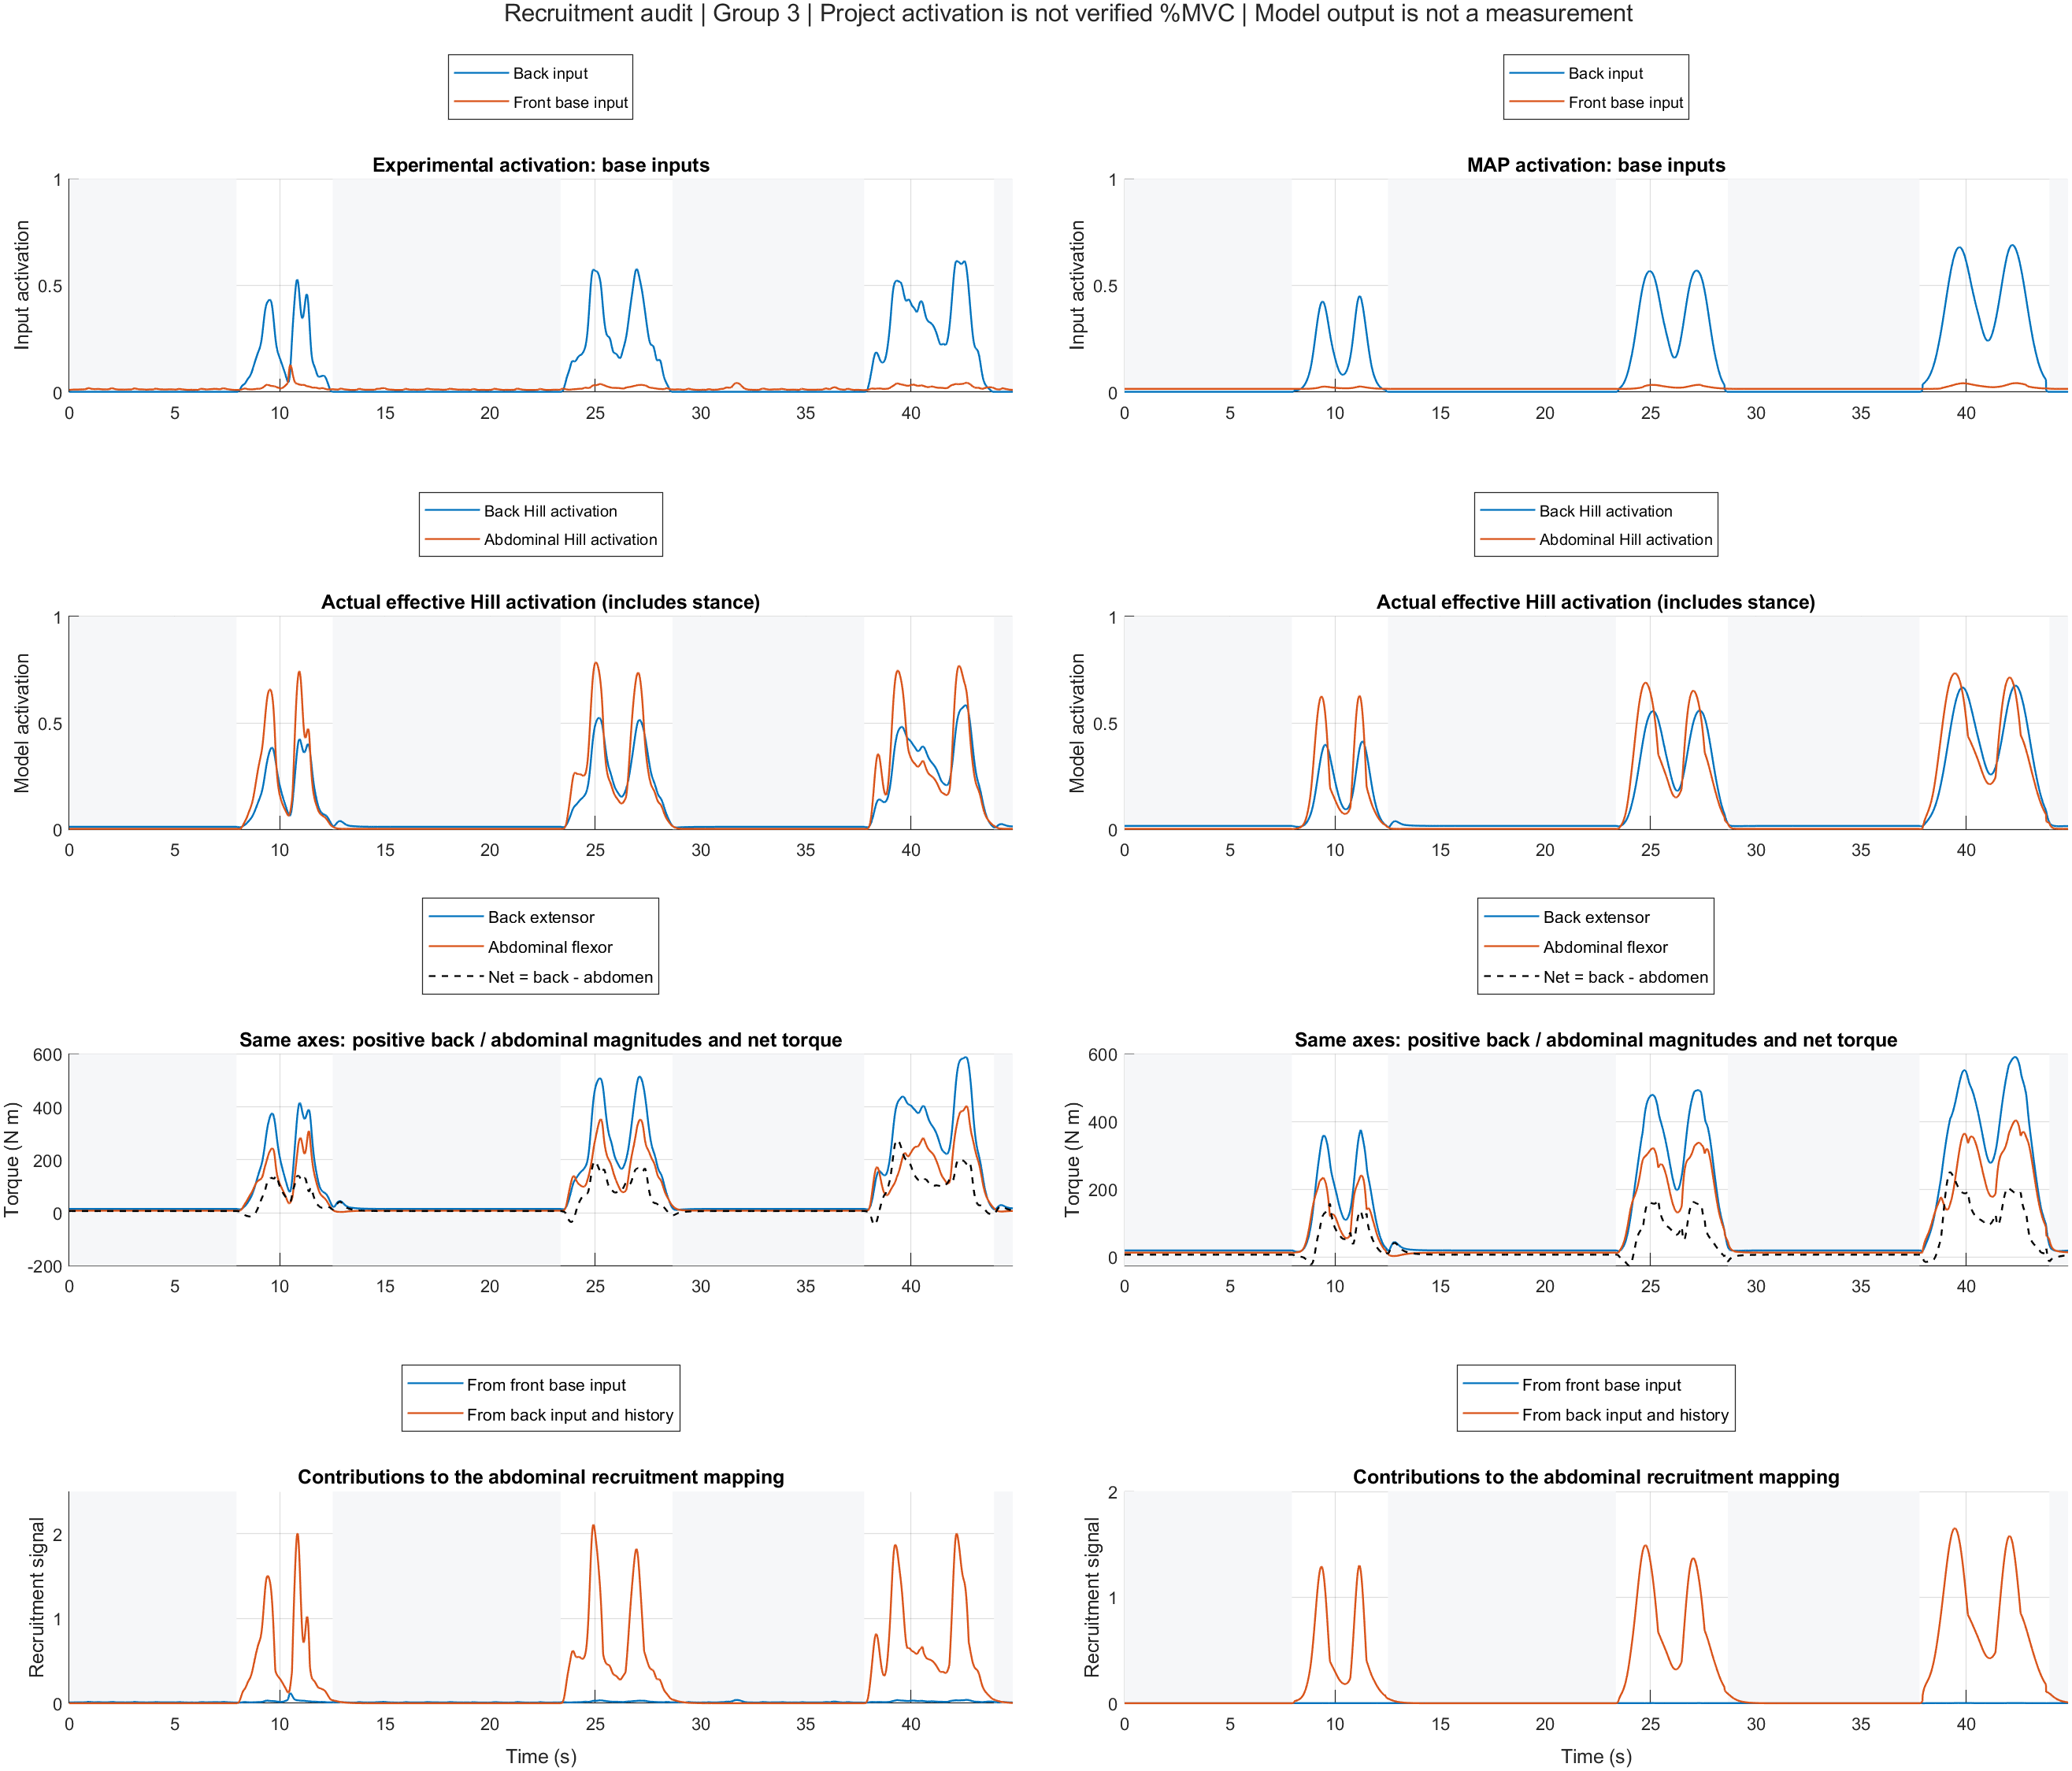 Recruitment audit | Group 3 | Project activation is not verified %MVC | Model output is not a measurement
Back input
Front base input
Experimental activation: base inputs
Input activation
1
0.5
0
0 5 10 15 20 25 30 35 40
Back input
Front base input
MAP activation: base inputs
Input activation
1
0.5
0
0 5 10 15 20 25 30 35 40
Back Hill activation
Abdominal Hill activation
Actual effective Hill activation (includes stance)
Model activation
1
0.5
0
0 5 10 15 20 25 30 35 40
Back Hill activation
Abdominal Hill activation
Actual effective Hill activation (includes stance)
Model activation
1
0.5
0
0 5 10 15 20 25 30 35 40
Back extensor
Abdominal flexor
Net = back - abdomen
Same axes: positive back / abdominal magnitudes and net torque
Torque (N m)
600
400
200
0
-200
0 5 10 15 20 25 30 35 40
Back extensor
Abdominal flexor
Net = back - abdomen
Same axes: positive back / abdominal magnitudes and net torque
Torque (N m)
600
400
200
0
0 5 10 15 20 25 30 35 40
From front base input
From back input and history
Contributions to the abdominal recruitment mapping
Recruitment signal
2
1
0
0 5 10 15 20 25 30 35 40
Time (s)
From front base input
From back input and history
Contributions to the abdominal recruitment mapping
Recruitment signal
2
1
0
0 5 10 15 20 25 30 35 40
Time (s)